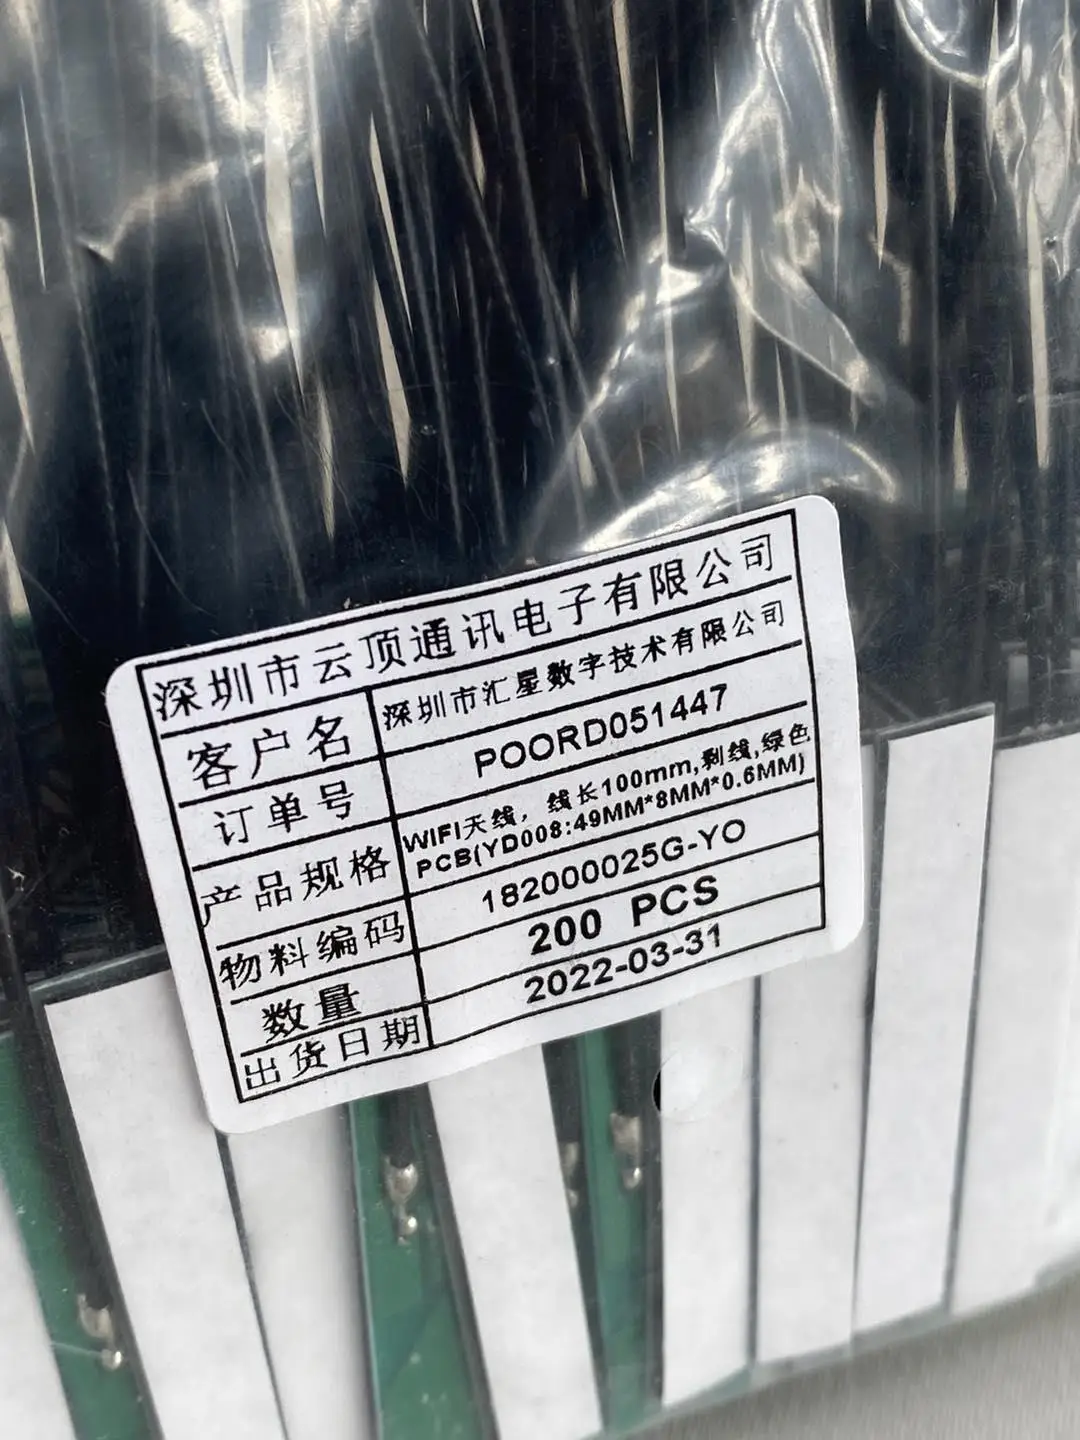 深圳市云顶通讯电子有限公司
客户名 深圳市汇星数字技术有限公司
订单号 POORD051447
产品规格 WIFI天线，线长100mm,剥线,绿色
PCB(YD008:49MM*8MM*0.6MM)
物料编码 182000025G-YO
数量 200 PCS
出货日期 2022-03-31